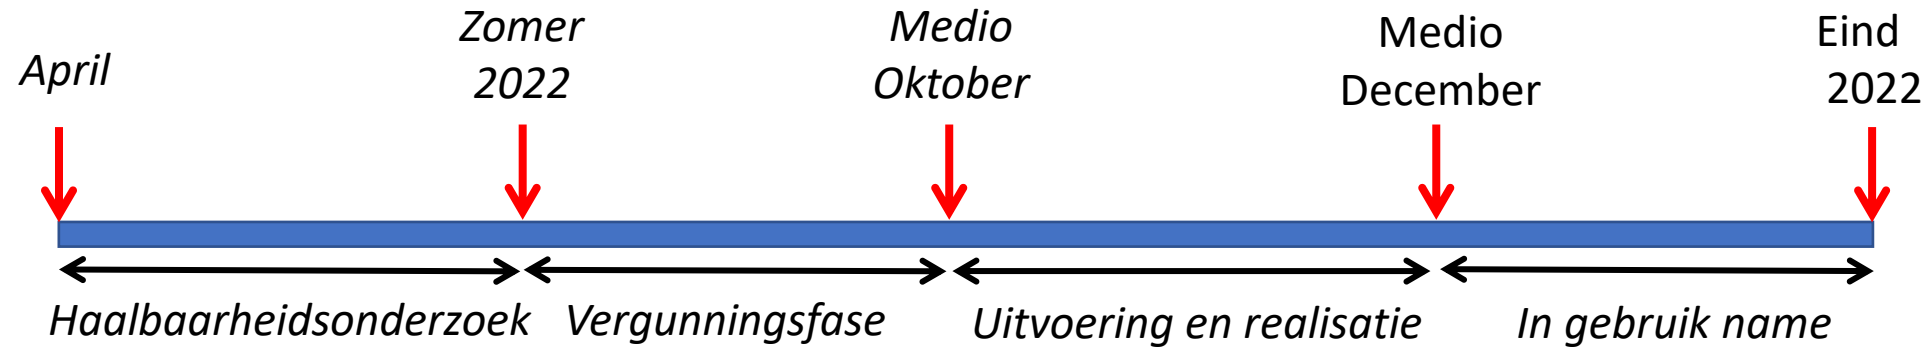 April
Zomer
2022
Medio
Oktober
Medio
December
Eind
2022
Haalbaarheidsonderzoek
Vergunningsfase
Uitvoering en realisatie
In gebruik name